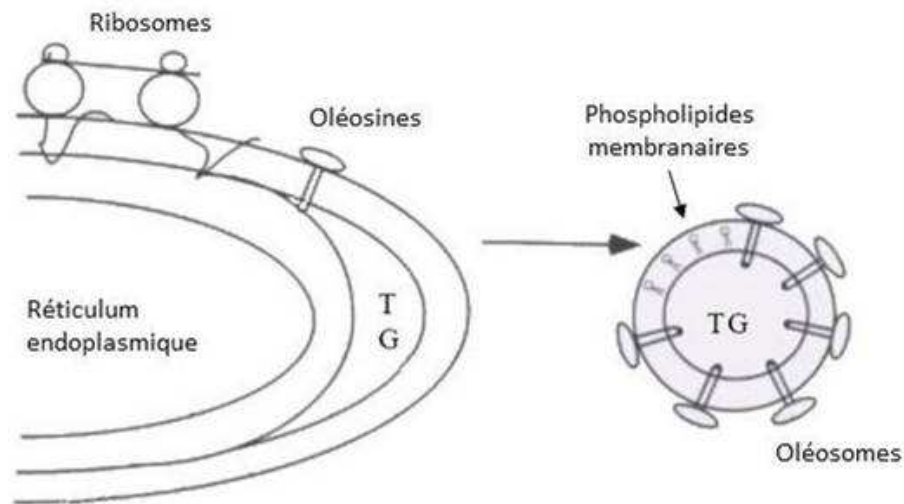 Ribosomes
Oléosines
Phospholipides
membranaires
Réticulum
endoplasmique
T
G
TG
Oléosomes